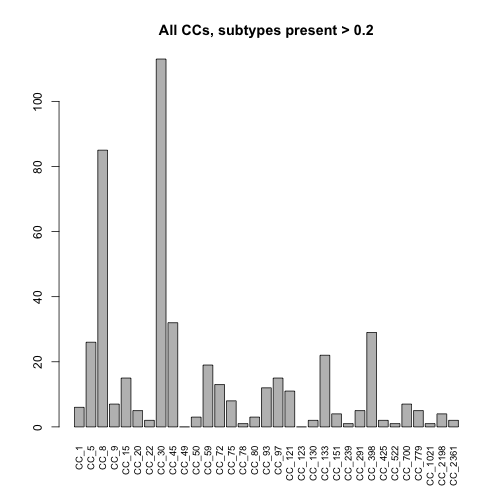 All CCs, subtypes present > 0.2
100
80
60
40
20
0
CC_1
CC_5
CC_8
CC_9
CC_15
CC_20
CC_22
CC_30
CC_45
CC_49
CC_50
CC_59
CC_72
CC_75
CC_78
CC_80
CC_93
CC_97
CC_121
CC_123
CC_130
CC_133
CC_151
CC_239
CC_291
CC_398
CC_425
CC_522
CC_700
CC_779
CC_1021
CC_2198
CC_2361